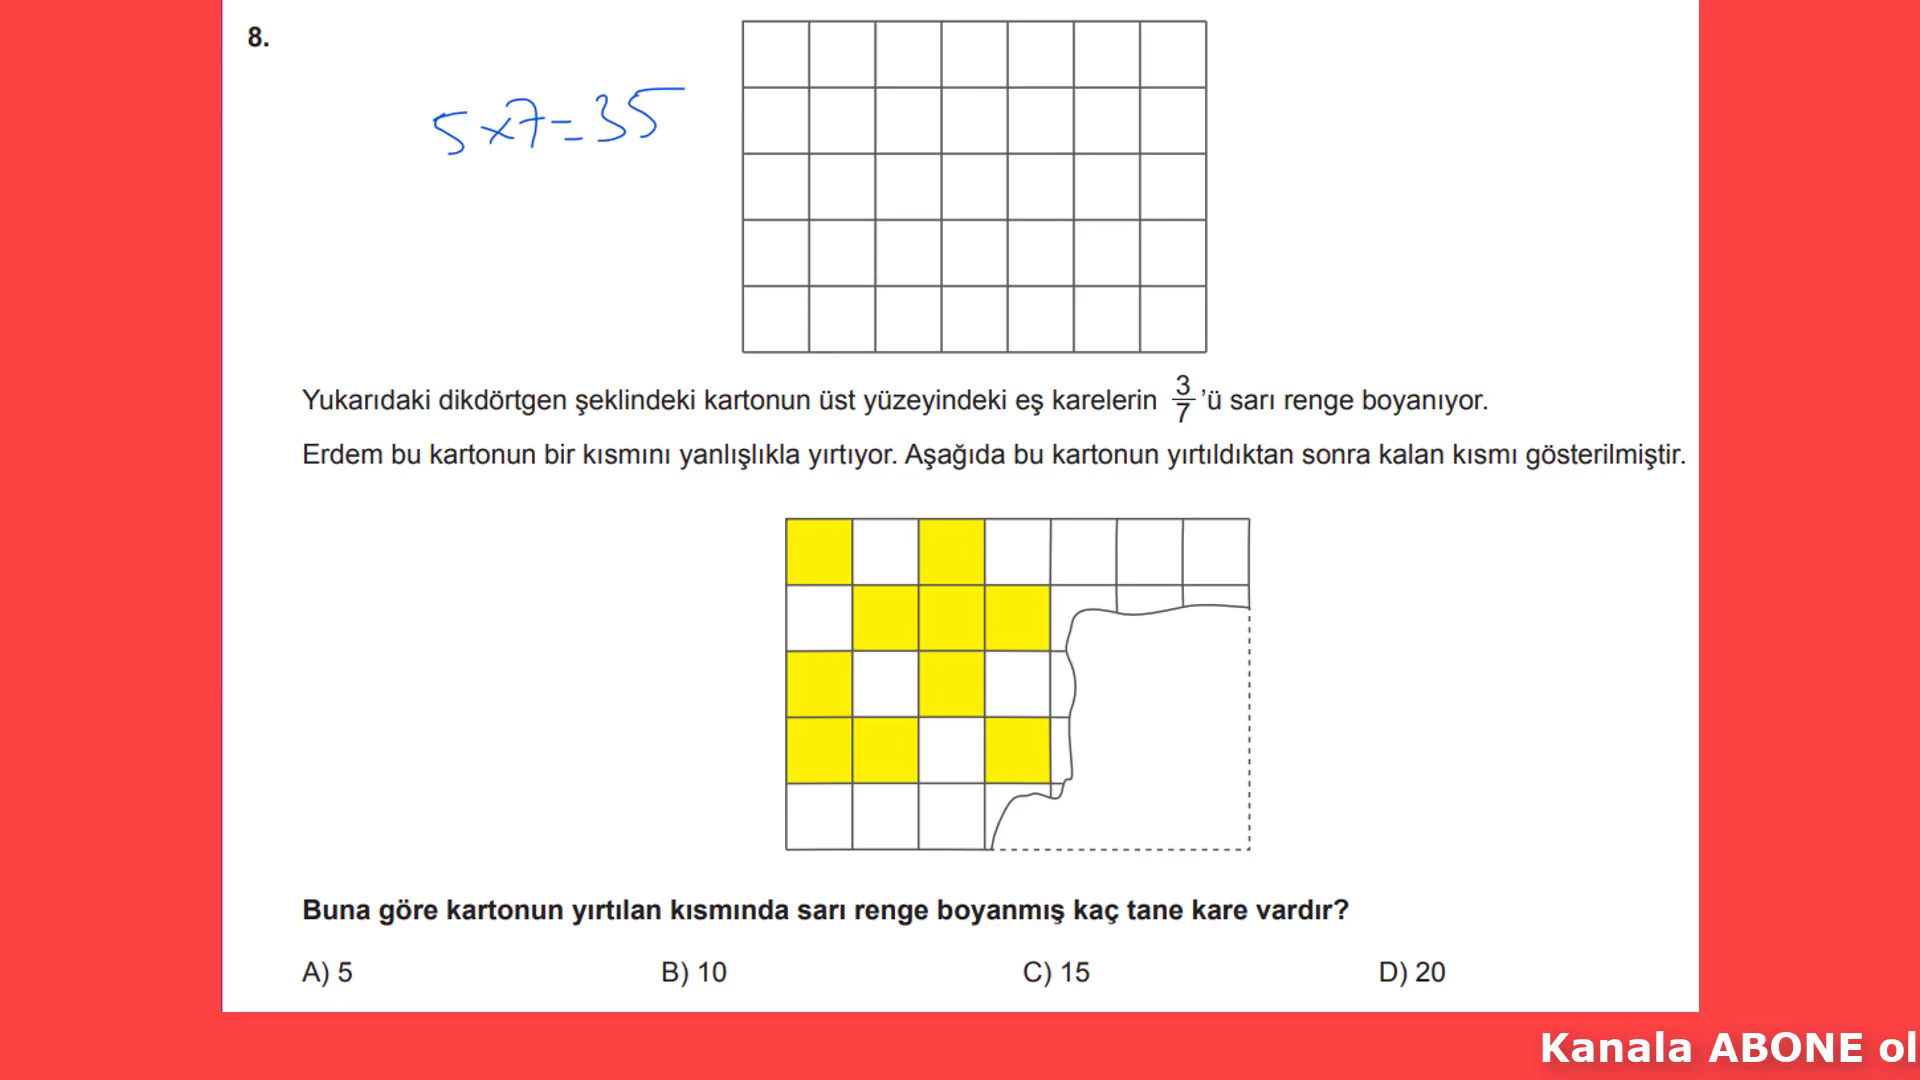 8.
5x7=35
Yukarıdaki dikdörtgen şeklindeki kartonun üst yüzeyindeki eş karelerin 3/7 'ü sarı renge boyanıyor.
Erdem bu kartonun bir kısmını yanlışlıkla yırtıyor. Aşağıda bu kartonun yırtıldıktan sonra kalan kısmı gösterilmiştir.
Buna göre kartonun yırtılan kısmında sarı renge boyanmış kaç tane kare vardır?
A) 5 B) 10 C) 15 D) 20
Kanala ABONE ol